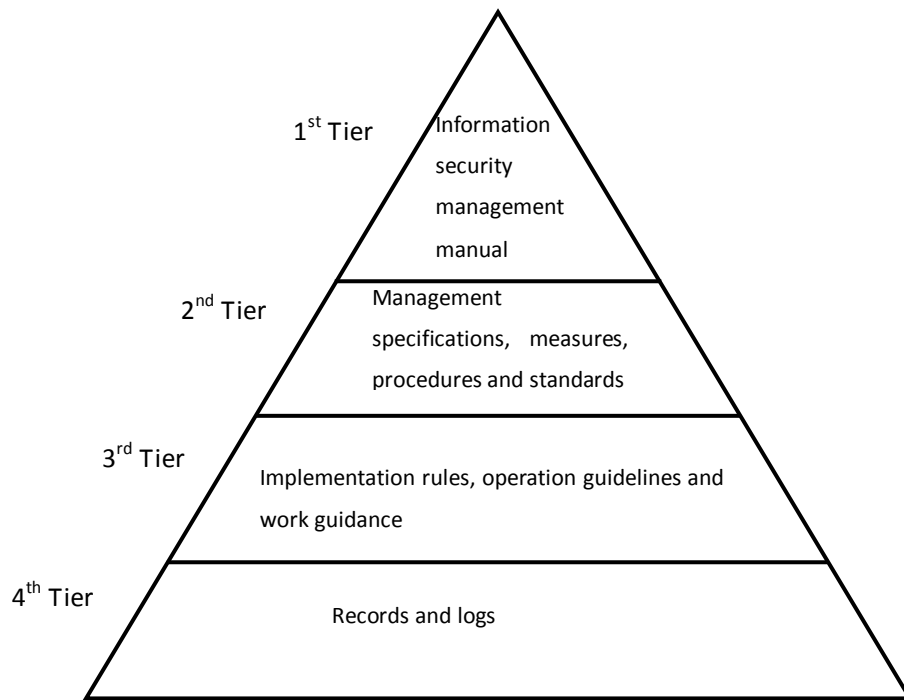 1st Tier
Information
security
management
manual
2nd Tier
Management
specifications, measures,
procedures and standards
3rd Tier
Implementation rules, operation guidelines and
work guidance
4th Tier
Records and logs